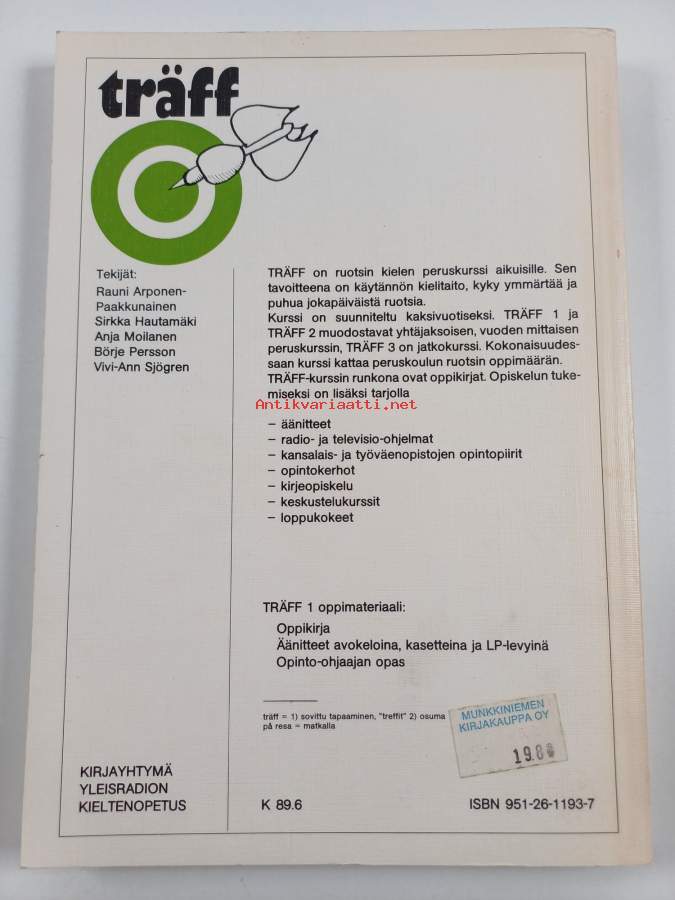 träff
Tekijät:
Rauni Arponen-
Paakkunainen
Sirkka Hautamäki
Anja Moilanen
Börje Persson
Vivi-Ann Sjögren
TRÄFF on ruotsin kielen peruskurssi aikuisille. Sen
tavoitteena on käytännön kielitaito, kyky ymmärtää ja
puhua jokapäiväistä ruotsia.
Kurssi on suunniteltu kaksivuotiseksi. TRÄFF 1 ja
TRÄFF 2 muodostavat yhtäjaksoisen, vuoden mittaisen
peruskurssin, TRÄFF 3 on jatkokurssi. Kokonaisuudes-
saan kurssi kattaa peruskoulun ruotsin oppimäärän.
TRÄFF-kurssin runkona ovat oppikirjat. Opiskelun tuke-
miseksi on lisäksi tarjolla
Antikvariaatti.net
– äänitteet
– radio- ja televisio-ohjelmat
– kansalais- ja työväenopistojen opintopiirit
– opintokerhot
– kirjeopiskelu
– keskustelukurssit
– loppukokeet
TRÄFF 1 oppimateriaali:
Oppikirja
Äänitteet avokeloina, kasetteina ja LP-levyinä
Opinto-ohjaajan opas
träff = 1) sovittu tapaaminen, "treffit" 2) osuma
på resa = matkalla
MUNKKINIEMEN
KIRJAKAUPPA OY
19.8
KIRJAYHTYMÄ
YLEISRADION
KIELTENOPETUS
K 89.6
ISBN 951-26-1193-7